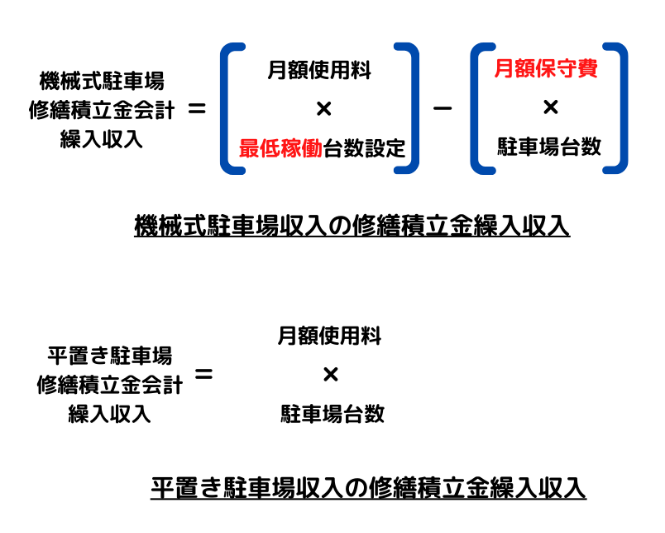 機械式駐車場
修繕積立金会計
繰入収入
=
月額使用料
×
最低稼働台数設定
−
月額保守費
×
駐車場台数
機械式駐車場収入の修繕積立金繰入収入
平置き駐車場
修繕積立金会計
繰入収入
=
月額使用料
×
駐車場台数
平置き駐車場収入の修繕積立金繰入収入